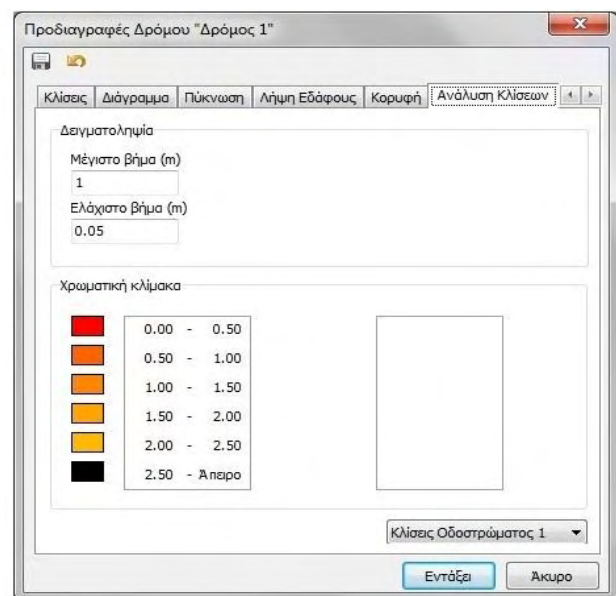 Προδιαγραφές Δρόμου "Δρόμος 1"
Κλίσεις Διάγραμμα Πύκνωση Λήψη Εδάφους Κορυφή Ανάλυση Κλίσεων
Δειγματοληψία
Μέγιστο βήμα (m)
1
Ελάχιστο βήμα (m)
0.05
Χρωματική κλίμακα
0.00 - 0.50
0.50 - 1.00
1.00 - 1.50
1.50 - 2.00
2.00 - 2.50
2.50 - Άπειρο
Κλίσεις Οδοστρώματος 1
Εντάξει Άκυρο